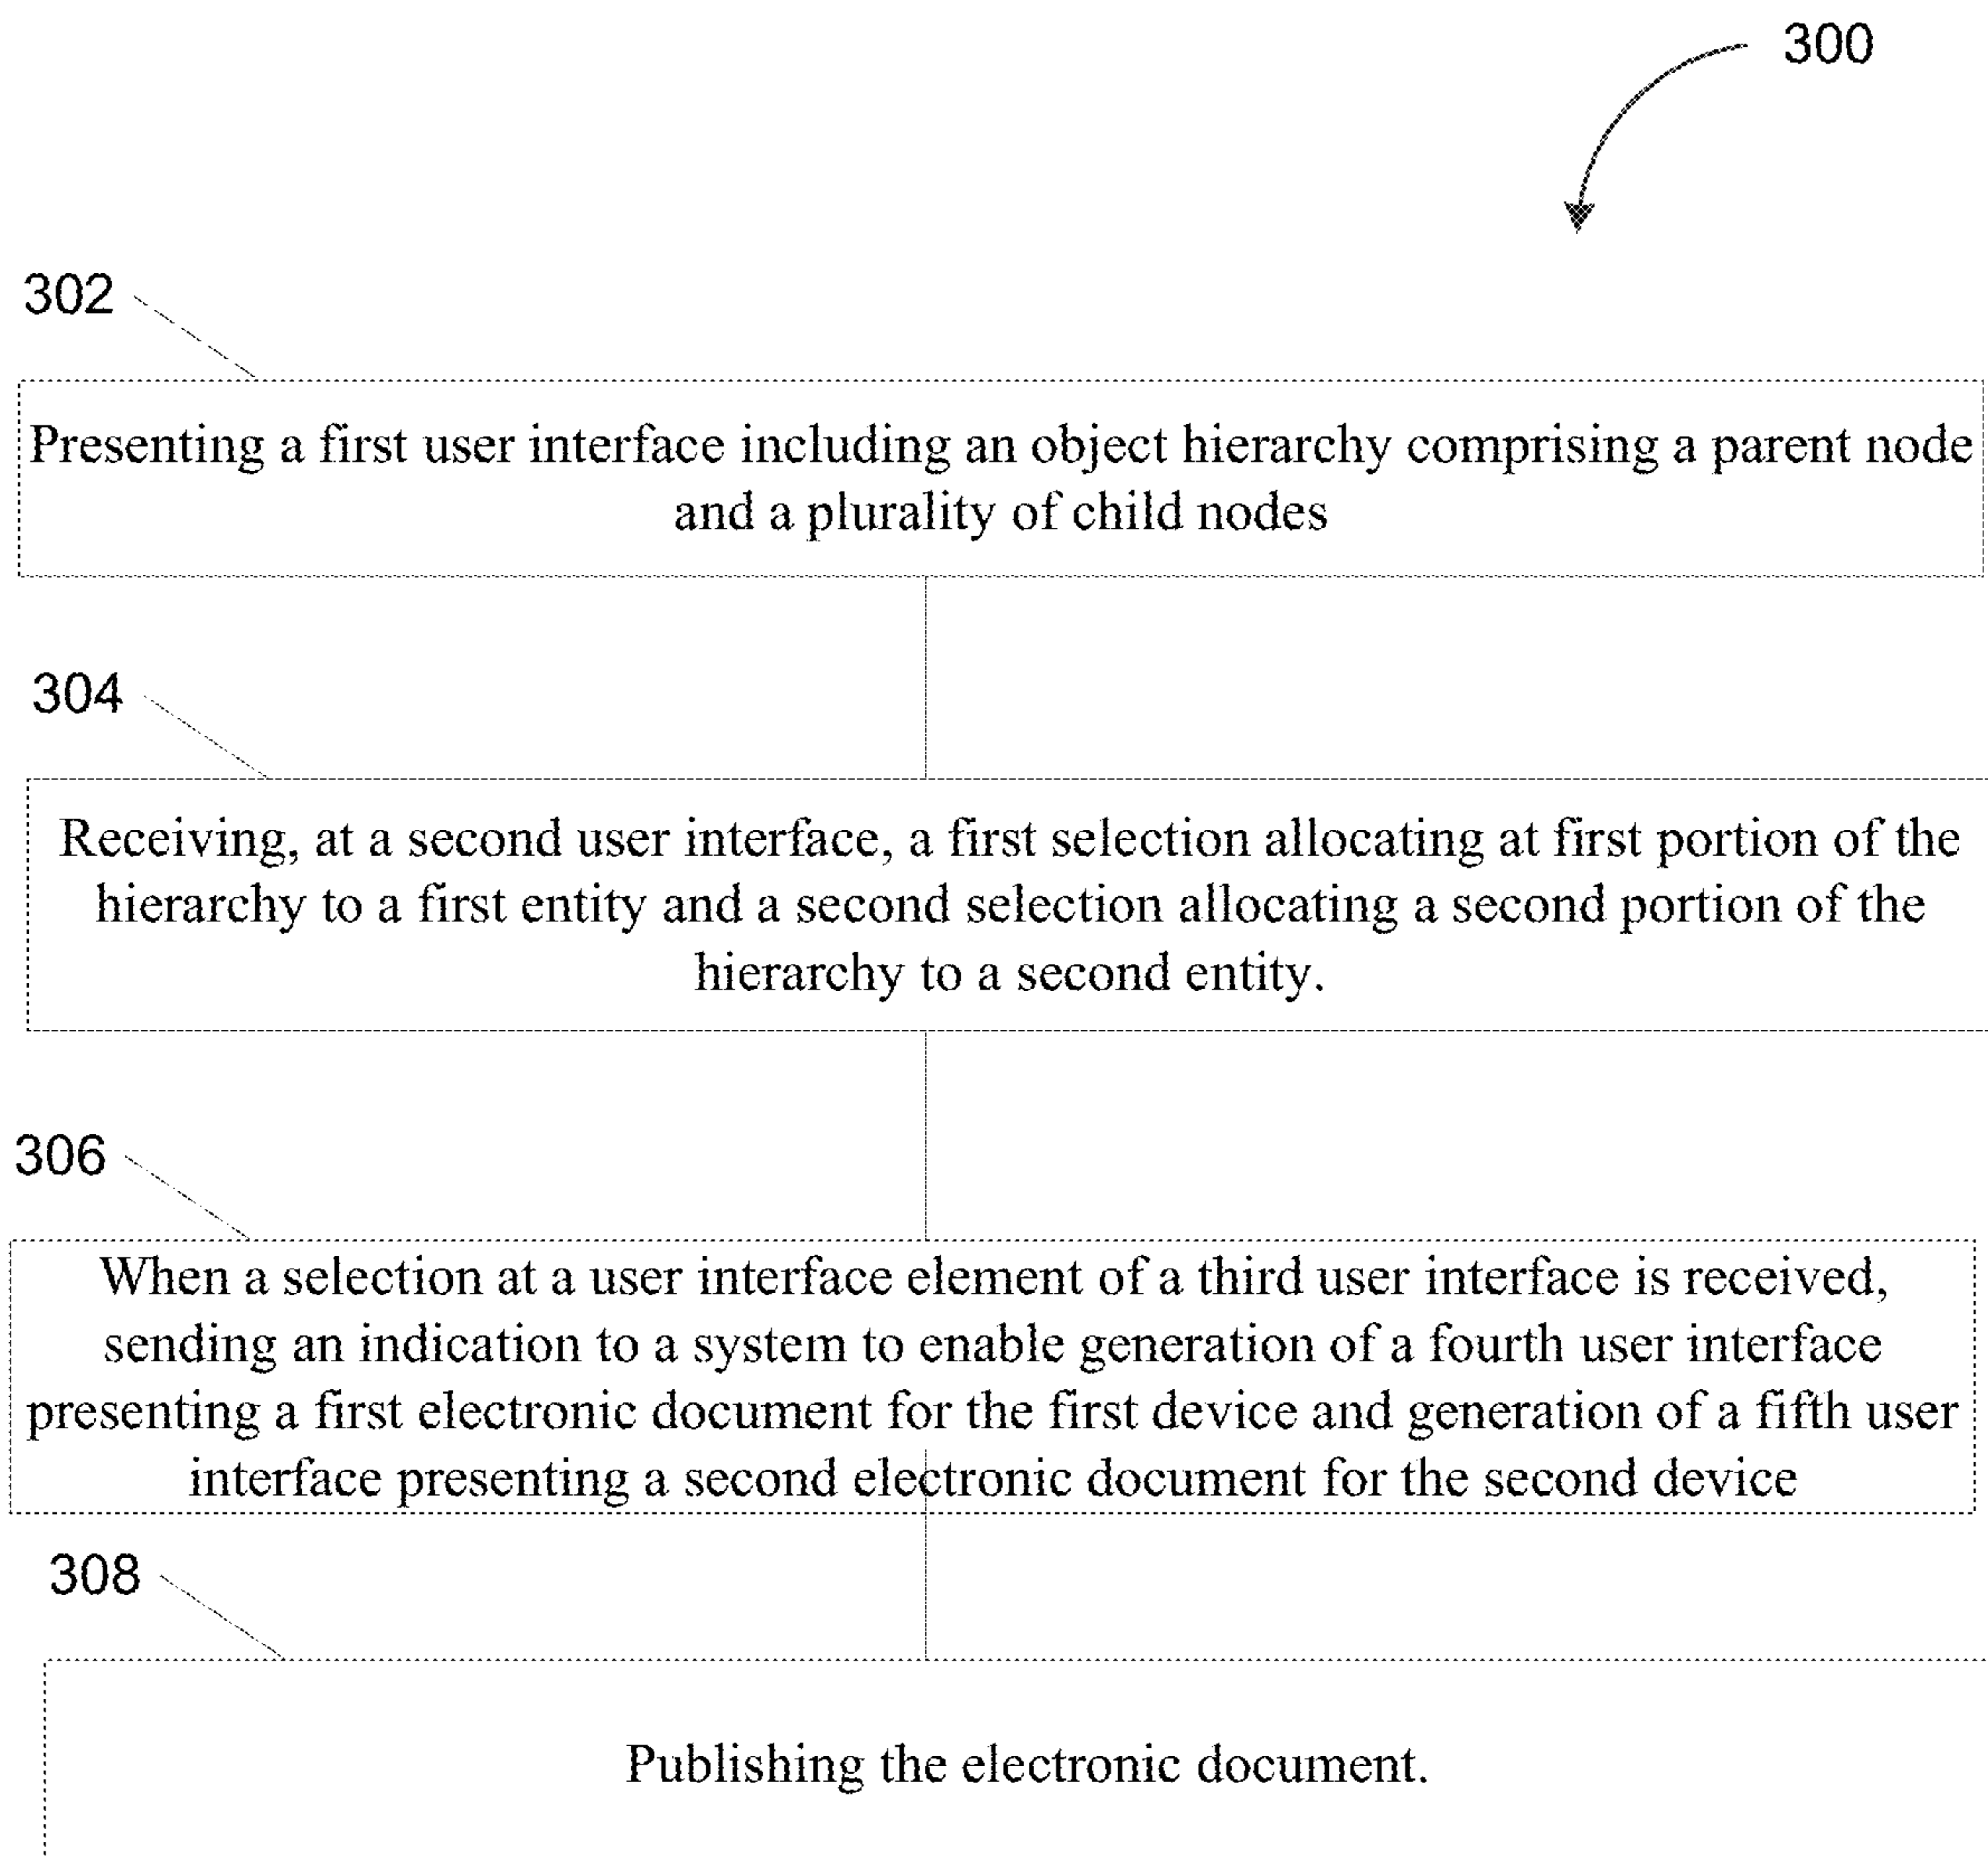 300
302
Presenting a first user interface including an object hierarchy comprising a parent node
and a plurality of child nodes
304
Receiving, at a second user interface, a first selection allocating at first portion of the
hierarchy to a first entity and a second selection allocating a second portion of the
hierarchy to a second entity.
306
When a selection at a user interface element of a third user interface is received,
sending an indication to a system to enable generation of a fourth user interface
presenting a first electronic document for the first device and generation of a fifth user
interface presenting a second electronic document for the second device
308
Publishing the electronic document.